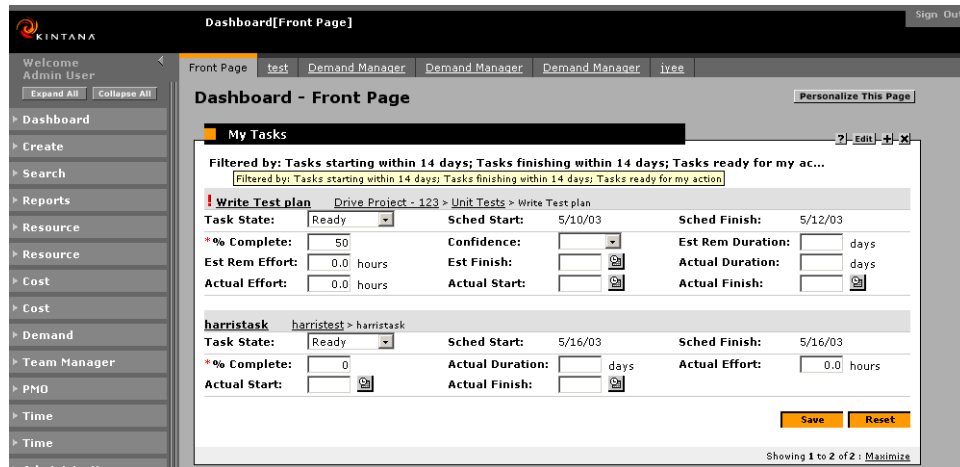 Dashboard[Front Page]
Sign Out
KINTANA
Welcome
Admin User
Expand All Collapse All
Dashboard
Create
Search
Reports
Resource
Resource
Cost
Cost
Demand
Team Manager
PMO
Time
Time
Front Page test Demand Manager Demand Manager Demand Manager jyee
Dashboard - Front Page Personalize This Page
My Tasks ? Edit + X
Filtered by: Tasks starting within 14 days; Tasks finishing within 14 days; Tasks ready for my ac...
Filtered by: Tasks starting within 14 days; Tasks finishing within 14 days; Tasks ready for my action
! Write Test plan Drive Project - 123 > Unit Tests > Write Test plan
Task State: Ready Sched Start: 5/10/03 Sched Finish: 5/12/03
*% Complete: 50 Confidence: Est Rem Duration: days
Est Rem Effort: 0.0 hours Est Finish: Actual Duration: days
Actual Effort: 0.0 hours Actual Start: Actual Finish:
harristask harristest > harristask
Task State: Ready Sched Start: 5/16/03 Sched Finish: 5/16/03
*% Complete: 0 Actual Duration: days Actual Effort: 0.0 hours
Actual Start: Actual Finish:
Save Reset
Showing 1 to 2 of 2 : Maximize